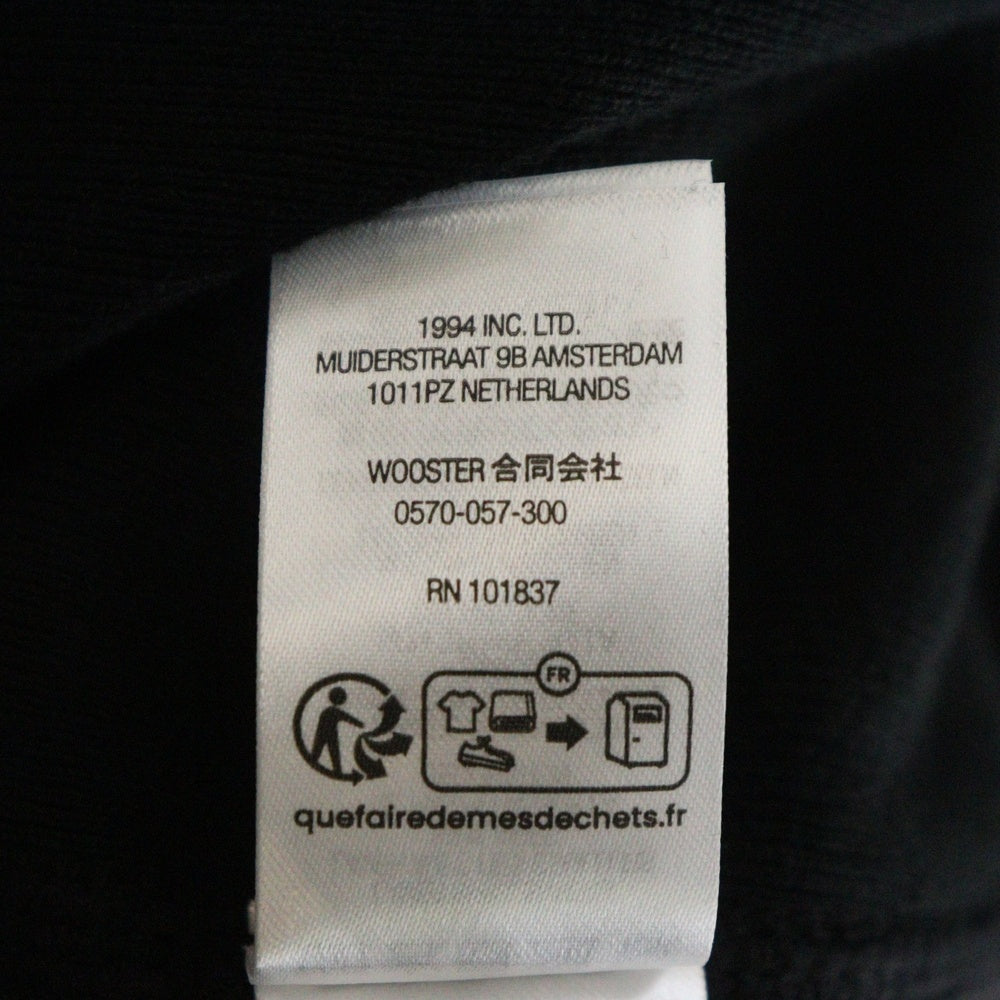 1994 INC. LTD.
MUIDERSTRAAT 9B AMSTERDAM
1011PZ NETHERLANDS
WOOSTER 合同会社
0570-057-300
RN 101837
FR
quefairedemesdechets.fr